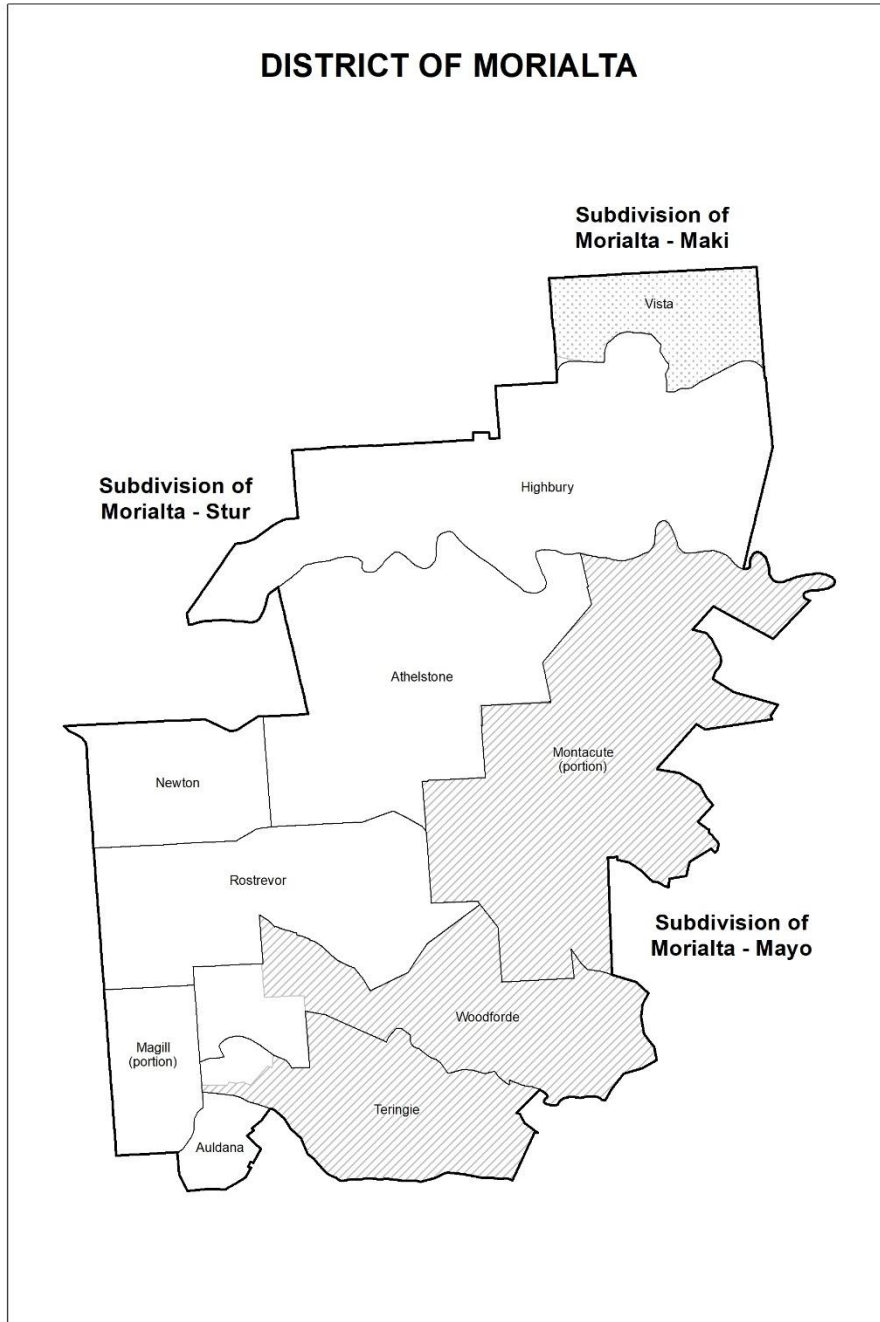 DISTRICT OF MORIALTA
Subdivision of
Morialta - Maki
Vista
Highbury
Subdivision of
Morialta - Stur
Athelstone
Montacute
(portion)
Newton
Rostrevor
Subdivision of
Morialta - Mayo
Woodforde
Magill
(portion)
Teringie
Auldana